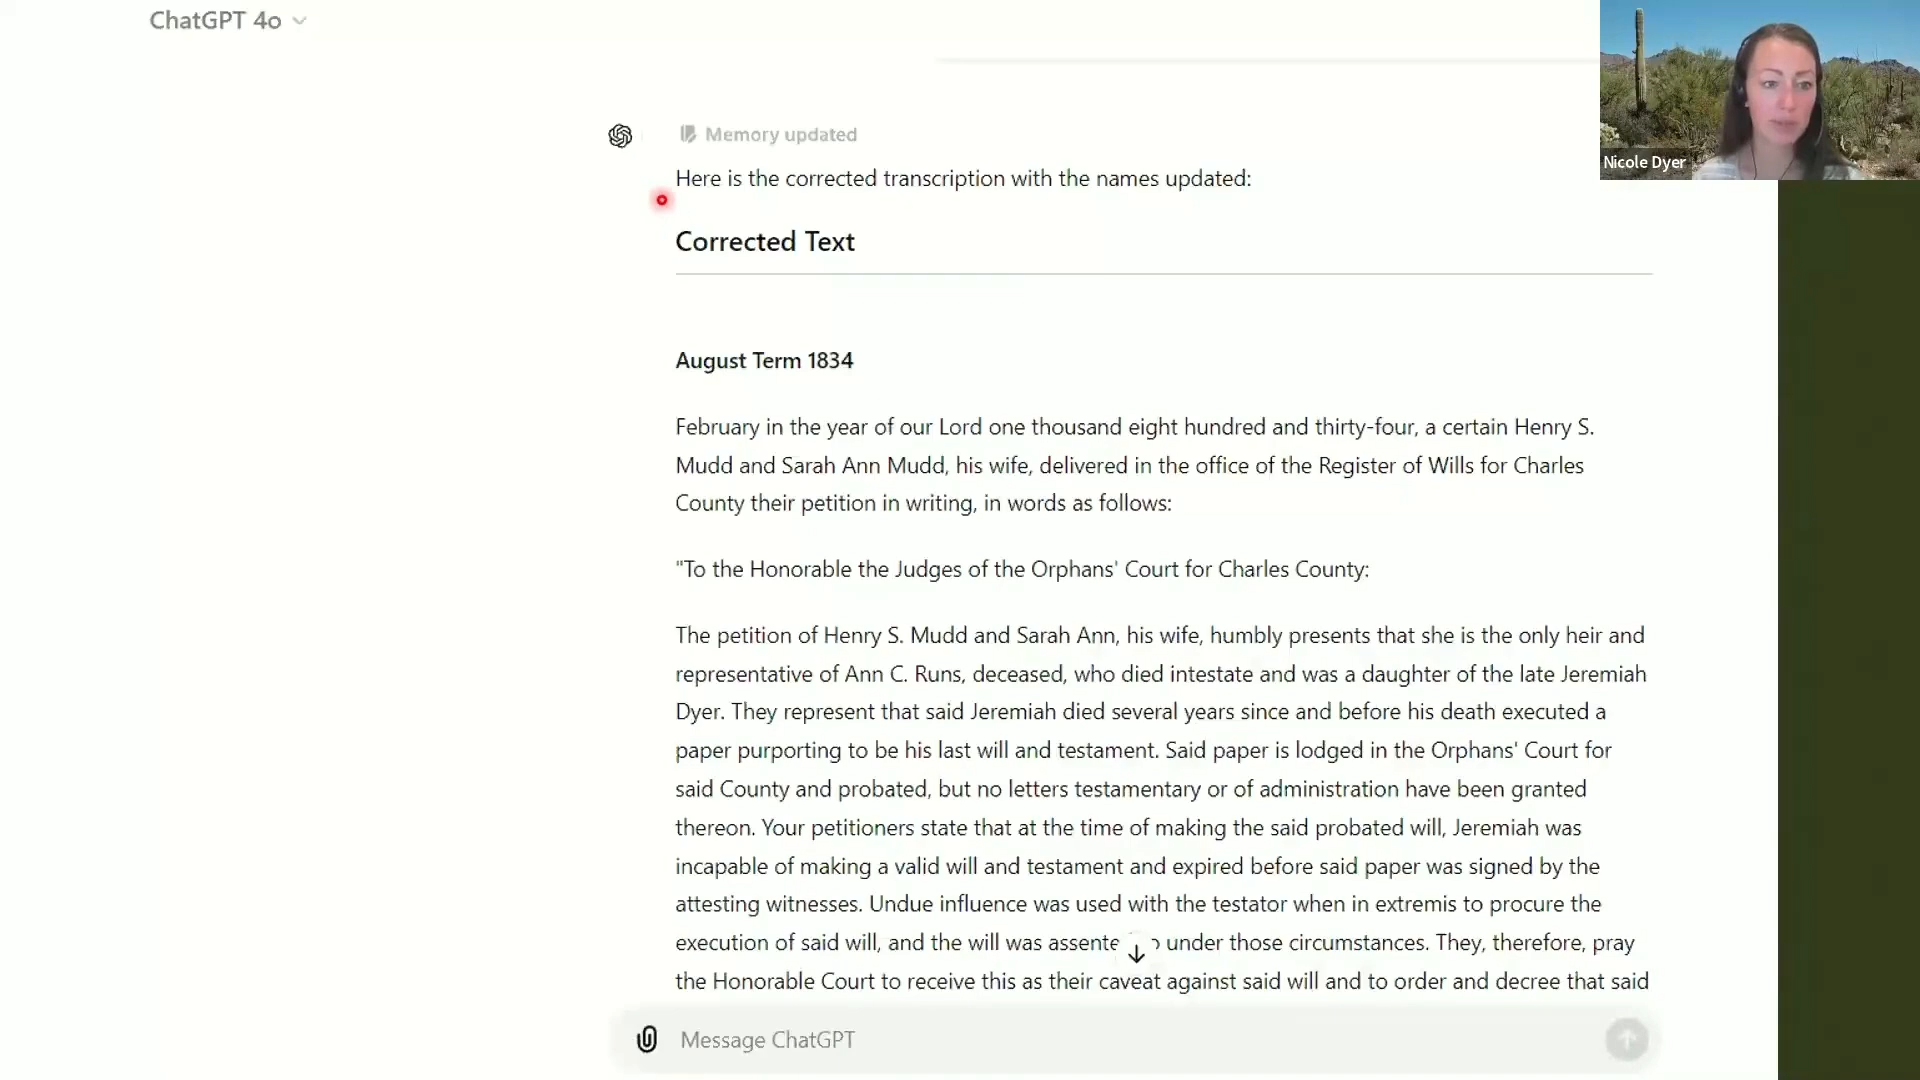 ChatGPT 4o
Nicole Dyer
Memory updated
Here is the corrected transcription with the names updated:
Corrected Text
August Term 1834
February in the year of our Lord one thousand eight hundred and thirty-four, a certain Henry S.
Mudd and Sarah Ann Mudd, his wife, delivered in the office of the Register of Wills for Charles
County their petition in writing, in words as follows:
"To the Honorable the Judges of the Orphans' Court for Charles County:
The petition of Henry S. Mudd and Sarah Ann, his wife, humbly presents that she is the only heir and
representative of Ann C. Runs, deceased, who died intestate and was a daughter of the late Jeremiah
Dyer. They represent that said Jeremiah died several years since and before his death executed a
paper purporting to be his last will and testament. Said paper is lodged in the Orphans' Court for
said County and probated, but no letters testamentary or of administration have been granted
thereon. Your petitioners state that at the time of making the said probated will, Jeremiah was
incapable of making a valid will and testament and expired before said paper was signed by the
attesting witnesses. Undue influence was used with the testator when in extremis to procure the
execution of said will, and the will was assente under those circumstances. They, therefore, pray
the Honorable Court to receive this as their caveat against said will and to order and decree that said
Message ChatGPT